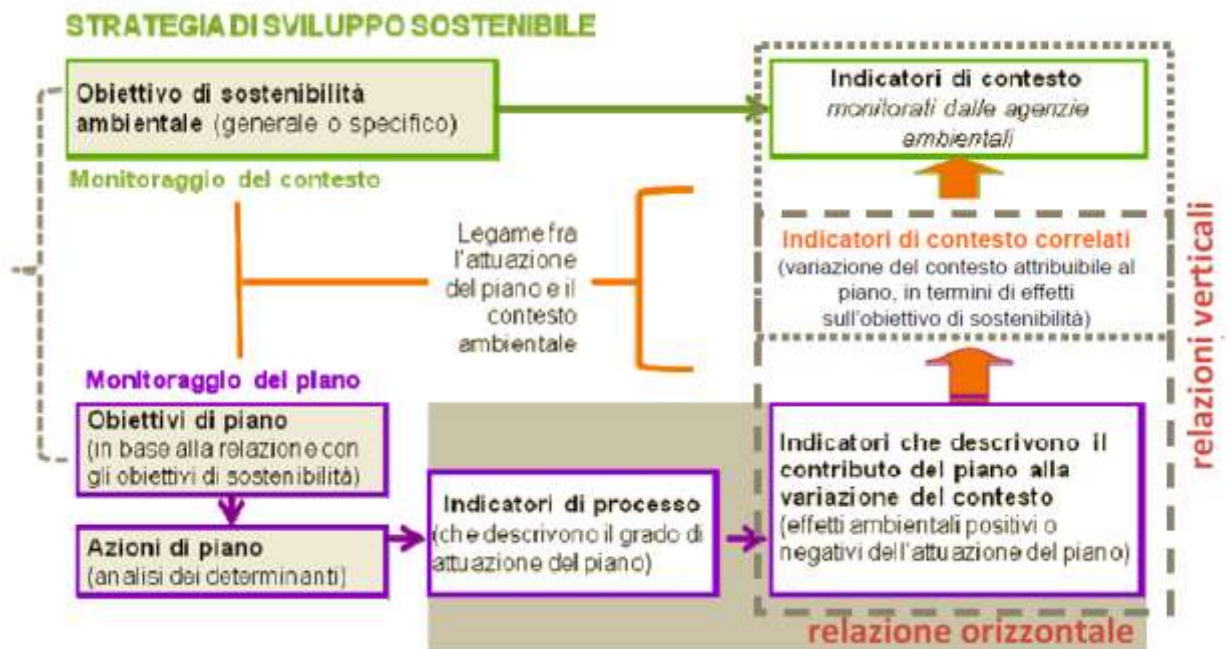 STRATEGIA DI SVILUPPO SOSTENIBILE
Obiettivo di sostenibilità
ambientale (generale o specifico)
Indicatori di contesto
monitorati dalle agenzie
ambientali
Monitoraggio del contesto
Legame fra
l'attuazione
del piano e il
contesto
ambientale
Indicatori di contesto correlati
(variazione del contesto attribuibile al
piano, in termini di effetti
sull'obiettivo di sostenibilità)
relazioni verticali
Monitoraggio del piano
Obiettivi di piano
(in base alla relazione con
gli obiettivi di sostenibilità)
Azioni di piano
(analisi dei determinanti)
Indicatori di processo
(che descrivono il grado di
attuazione del piano)
Indicatori che descrivono il
contributo del piano alla
variazione del contesto
(effetti ambientali positivi o
negativi dell'attuazione del piano)
relazione orizzontale